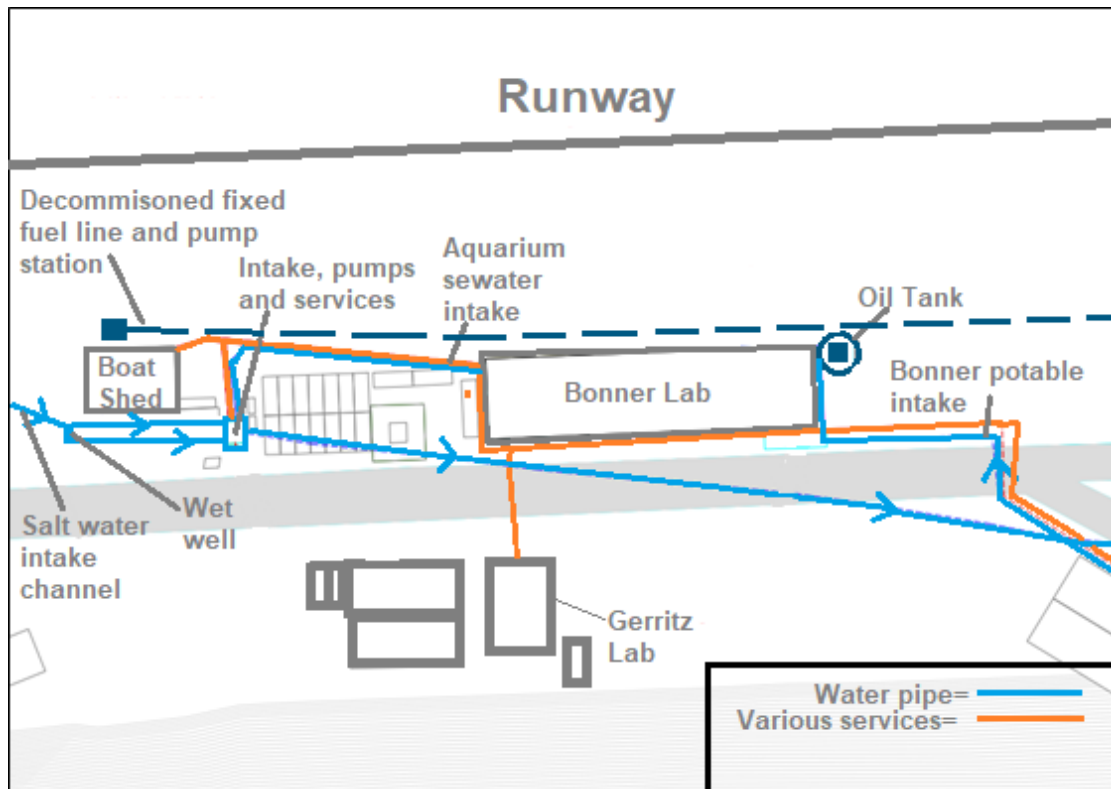 Runway
Decommisoned fixed
fuel line and pump
station
Intake, pumps
and services
Aquarium
sewater
intake
Oil Tank
Boat
Shed
Bonner Lab
Bonner potable
intake
Salt water
intake
channel
Wet
well
Gerritz
Lab
Water pipe=
Various services=